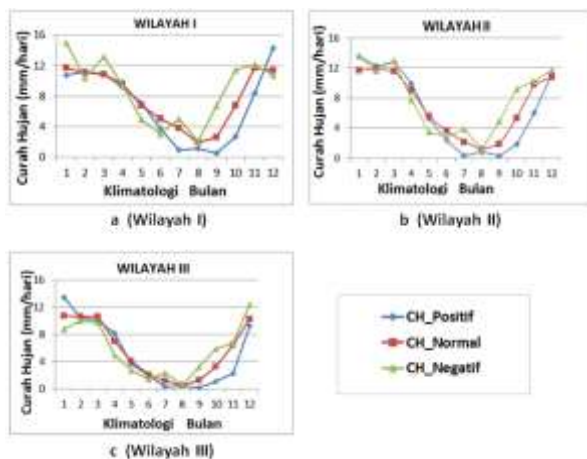 WILAYAH I
Curah Hujan (mm/hari)
16
12
8
4
0
1 2 3 4 5 6 7 8 9 10 11 12
Klimatologi Bulan
a (Wilayah I)
WILAYAH II
Curah Hujan (mm/hari)
16
12
8
4
0
1 2 3 4 5 6 7 8 9 10 11 12
Klimatologi Bulan
b (Wilayah II)
WILAYAH III
Curah Hujan (mm/hari)
16
12
8
4
0
1 2 3 4 5 6 7 8 9 10 11 12
Klimatologi Bulan
c (Wilayah III)
CH_Positif
CH_Normal
CH_Negatif